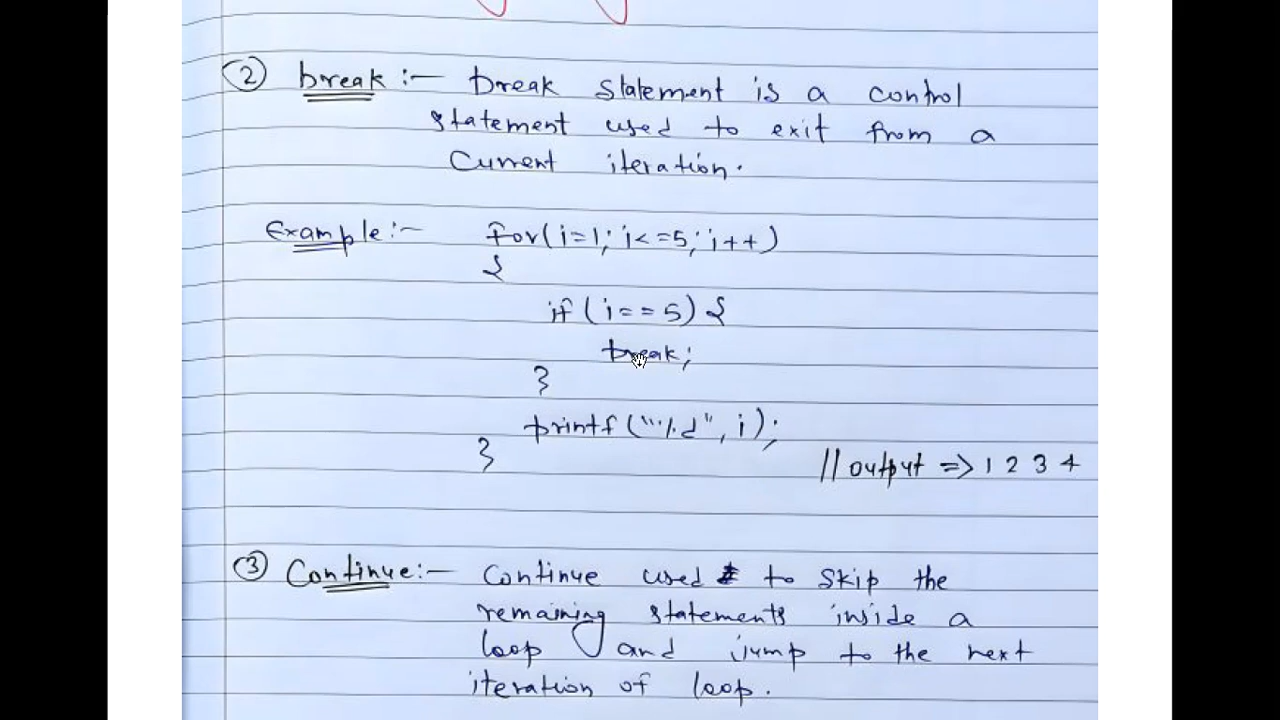 ② break :- break statement is a control
statement used to exit from a
Current iteration.
Example :- for(i=1; i<=5; i++)
{
if (i==5) {
break;
}
printf("%d", i);
}
// output => 1 2 3 4
③ Continue :- Continue used to skip the
remaining statements inside a
loop and jump to the next
iteration of loop.